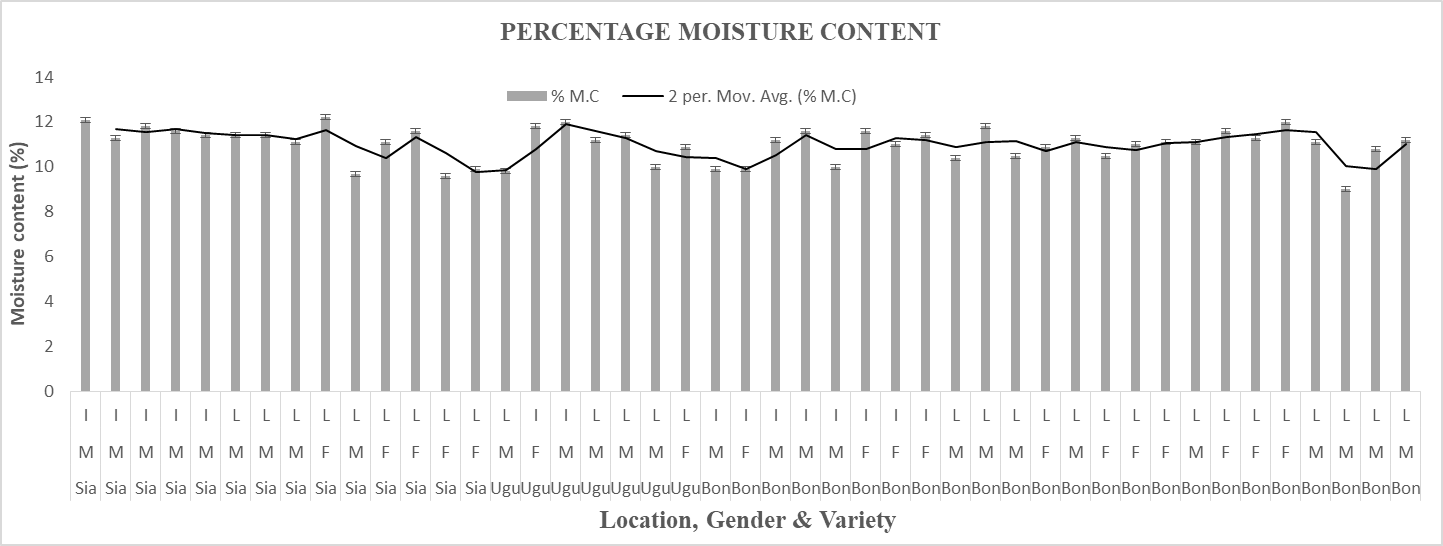 PERCENTAGE MOISTURE CONTENT
% M.C
2 per. Mov. Avg. (% M.C)
Moisture content (%)
14
12
10
8
6
4
2
0
I I I I I L L L L L L L L L L I I L L L L I I I I I I I I L L L L L L L L L L L L L L L L
M M M M M M M M F M F F F F M F M M M M F M F M M M F F F M M M F M F F F M F F F M M M M
Sia Sia Sia Sia Sia Sia Sia Sia Sia Sia Sia Sia Sia Sia Ugu Ugu Ugu Ugu Ugu Ugu Ugu Bon Bon Bon Bon Bon Bon Bon Bon Bon Bon Bon Bon Bon Bon Bon Bon Bon Bon Bon Bon Bon Bon Bon Bon
Location, Gender & Variety